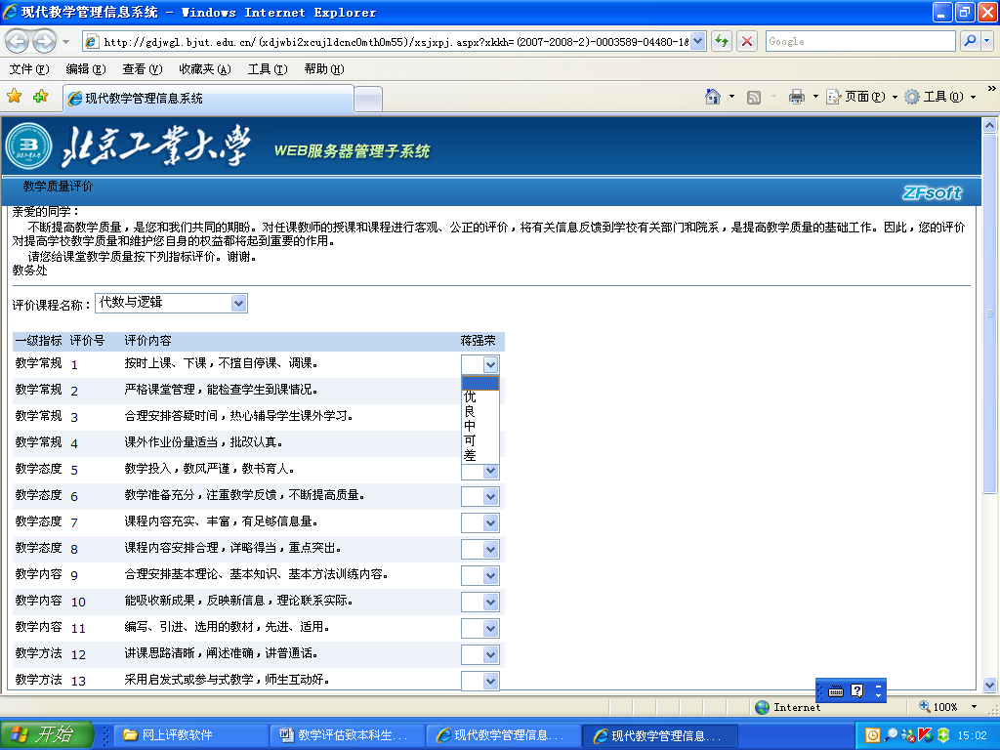 现代教学管理信息系统 - Windows Internet Explorer
http://gdjwgl.bjut.edu.cn/(xdjwbi2xcujldcnc0mth0m55)/xsjxpj.aspx?xkkh=(2007-2008-2)-0003589-04480-1&
Google
文件(F) 编辑(E) 查看(V) 收藏夹(A) 工具(T) 帮助(H)
现代教学管理信息系统
页面(P) 工具(O) »
北京工业大学 WEB服务器管理子系统
教学质量评价 ZFsoft
亲爱的同学：
不断提高教学质量，是您和我们共同的期盼。对任课教师的授课和课程进行客观、公正的评价，将有关信息反馈到学校有关部门和院系，是提高教学质量的基础工作。因此，您的评价
对提高学校教学质量和维护您自身的权益都将起到重要的作用。
请您给课堂教学质量按下列指标评价。谢谢。
教务处
评价课程名称： 代数与逻辑
一级指标 评价号 评价内容 蒋强荣
教学常规 1 按时上课、下课，不擅自停课、调课。
教学常规 2 严格课堂管理，能检查学生到课情况。
优
教学常规 3 合理安排答疑时间，热心辅导学生课外学习。
良
中
教学常规 4 课外作业份量适当，批改认真。
可
差
教学态度 5 教学投入，教风严谨，教书育人。
教学态度 6 教学准备充分，注重教学反馈，不断提高质量。
教学态度 7 课程内容充实、丰富，有足够信息量。
教学态度 8 课程内容安排合理，详略得当，重点突出。
教学内容 9 合理安排基本理论、基本知识、基本方法训练内容。
教学内容 10 能吸收新成果，反映新信息，理论联系实际。
教学内容 11 编写、引进、选用的教材，先进、适用。
教学方法 12 讲课思路清晰，阐述准确，讲普通话。
教学方法 13 采用启发式或参与式教学，师生互动好。
Internet 100%
开始 网上评教软件 教学评估致本科生... 现代教学管理信息... 现代教学管理信息... 15:02